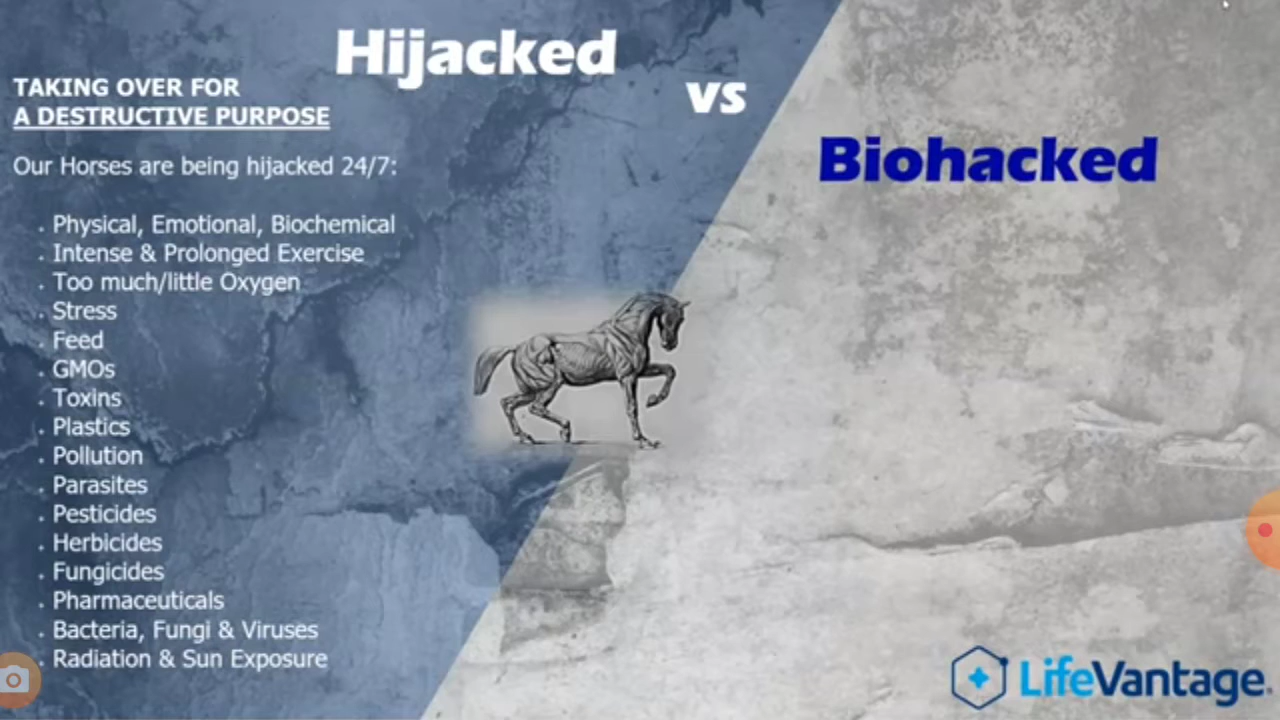 Hijacked
vs
Biohacked
TAKING OVER FOR
A DESTRUCTIVE PURPOSE
Our Horses are being hijacked 24/7:
. Physical, Emotional, Biochemical
. Intense & Prolonged Exercise
. Too much/little Oxygen
. Stress
. Feed
. GMOs
. Toxins
. Plastics
. Pollution
. Parasites
. Pesticides
. Herbicides
. Fungicides
. Pharmaceuticals
. Bacteria, Fungi & Viruses
. Radiation & Sun Exposure
LifeVantage®